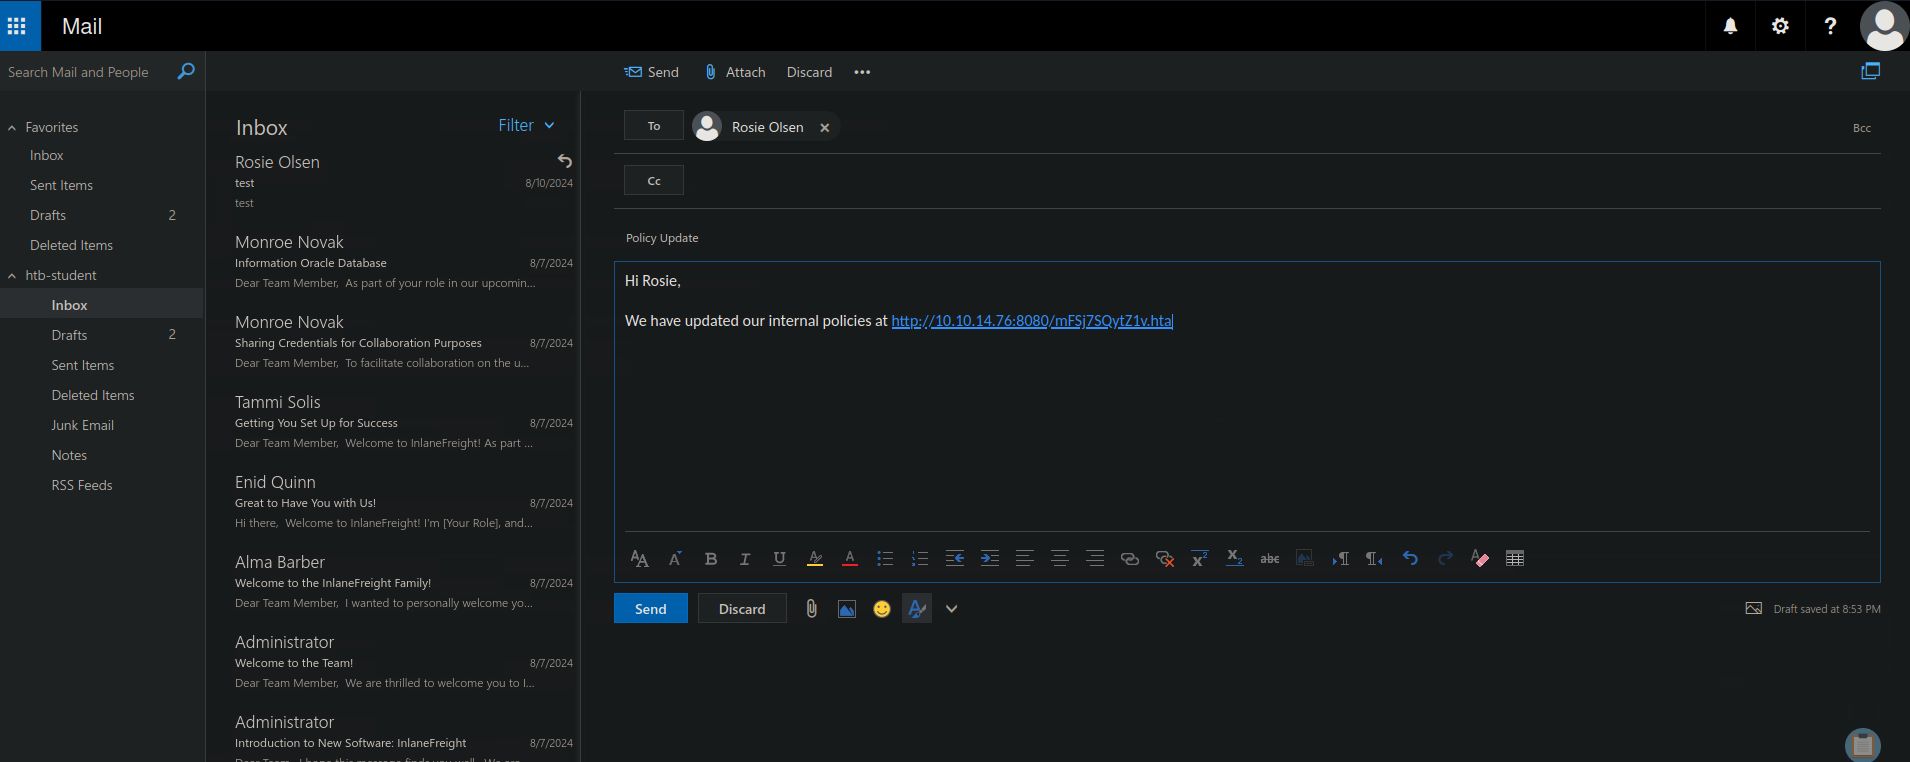 Mail
Search Mail and People
Send Attach Discard •••
Favorites
Inbox
Sent Items
Drafts 2
Deleted Items
htb-student
Inbox
Drafts 2
Sent Items
Deleted Items
Junk Email
Notes
RSS Feeds
Inbox Filter
Rosie Olsen
test 8/10/2024
test
Monroe Novak
Information Oracle Database 8/7/2024
Dear Team Member, As part of your role in our upcomin...
Monroe Novak
Sharing Credentials for Collaboration Purposes 8/7/2024
Dear Team Member, To facilitate collaboration on the u...
Tammi Solis
Getting You Set Up for Success 8/7/2024
Dear Team Member, Welcome to InlaneFreight! As part ...
Enid Quinn
Great to Have You with Us! 8/7/2024
Hi there, Welcome to InlaneFreight! I'm [Your Role], and...
Alma Barber
Welcome to the InlaneFreight Family! 8/7/2024
Dear Team Member, I wanted to personally welcome yo...
Administrator
Welcome to the Team! 8/7/2024
Dear Team Member, We are thrilled to welcome you to I...
Administrator
Introduction to New Software: InlaneFreight 8/7/2024
To Rosie Olsen × Bcc
Cc
Policy Update
Hi Rosie,
We have updated our internal policies at http://10.10.14.76:8080/mFSj7SQytZ1v.hta
Send Discard Draft saved at 8:53 PM